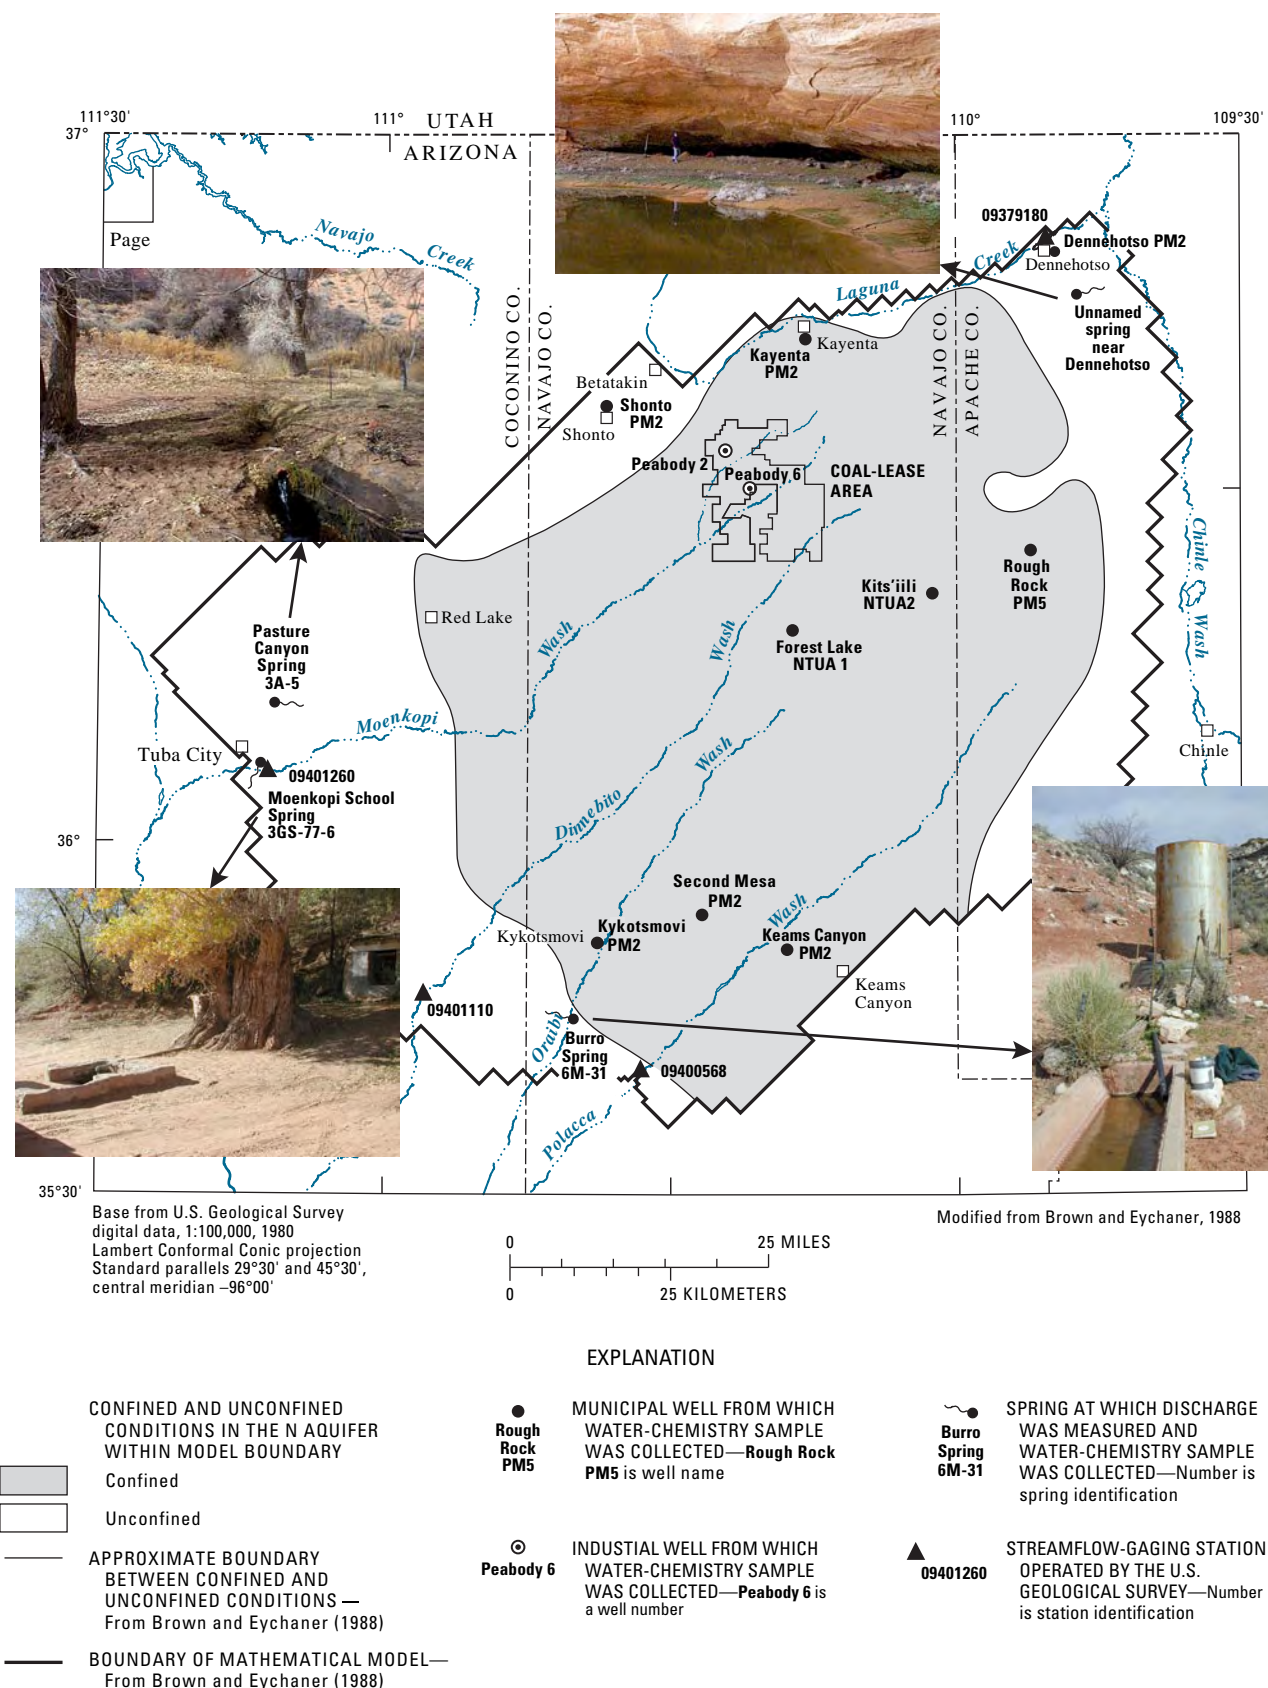 111°30'
111°
UTAH
110°
109°30'
37°
ARIZONA
Page
Navajo
Creek
COCONINO CO.
NAVAJO CO.
09379180
Dennehotso PM2
Dennehotso
Creek
Laguna
Unnamed
spring
near
Dennehotso
Kayenta
Kayenta
PM2
NAVAJO CO.
APACHE CO.
Betatakin
Shonto
PM2
Shonto
Peabody 2
Peabody 6
COAL-LEASE
AREA
Chinle
Wash
Rough
Rock
PM5
Kits'iili
NTUA2
Red Lake
Wash
Wash
Forest Lake
NTUA 1
Pasture
Canyon
Spring
3A-5
Moenkopi
Wash
Tuba City
Chinle
09401260
Moenkopi School
Spring
3GS-77-6
Dinnebito
36°
Second Mesa
PM2
Wash
Kykotsmovi
Kykotsmovi
PM2
Keams Canyon
PM2
Keams
Canyon
09401110
Oraibi
Burro
Spring
6M-31
09400568
Polacca
35°30'
Base from U.S. Geological Survey
digital data, 1:100,000, 1980
Lambert Conformal Conic projection
Standard parallels 29°30' and 45°30',
central meridian –96°00'
Modified from Brown and Eychaner, 1988
0 25 MILES
0 25 KILOMETERS
EXPLANATION
CONFINED AND UNCONFINED
CONDITIONS IN THE N AQUIFER
WITHIN MODEL BOUNDARY
Confined
Unconfined
APPROXIMATE BOUNDARY
BETWEEN CONFINED AND
UNCONFINED CONDITIONS —
From Brown and Eychaner (1988)
BOUNDARY OF MATHEMATICAL MODEL—
From Brown and Eychaner (1988)
Rough
Rock
PM5
MUNICIPAL WELL FROM WHICH
WATER-CHEMISTRY SAMPLE
WAS COLLECTED—Rough Rock
PM5 is well name
Peabody 6
INDUSTIAL WELL FROM WHICH
WATER-CHEMISTRY SAMPLE
WAS COLLECTED—Peabody 6 is
a well number
Burro
Spring
6M-31
SPRING AT WHICH DISCHARGE
WAS MEASURED AND
WATER-CHEMISTRY SAMPLE
WAS COLLECTED—Number is
spring identification
09401260
STREAMFLOW-GAGING STATION
OPERATED BY THE U.S.
GEOLOGICAL SURVEY—Number
is station identification